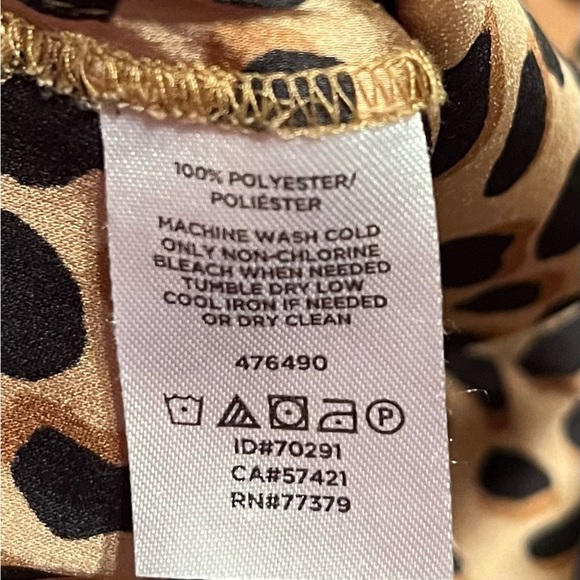 100% POLYESTER/
POLIÉSTER
MACHINE WASH COLD
ONLY NON-CHLORINE
BLEACH WHEN NEEDED
TUMBLE DRY LOW
COOL IRON IF NEEDED
OR DRY CLEAN
476490
P
ID#70291
CA#57421
RN#77379